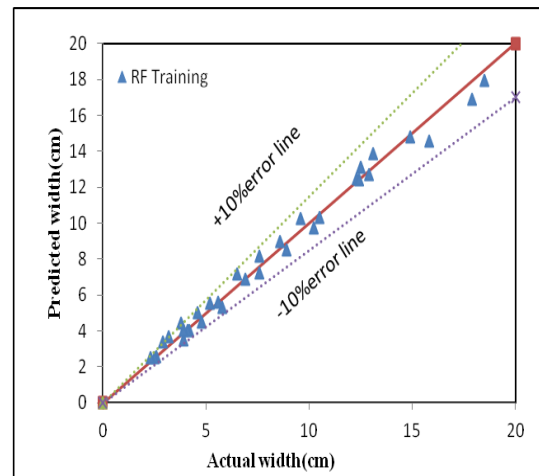 20
18
16
14
12
10
8
6
4
2
0
Predicted width(cm)
RF Training
+10%error line
-10%error line
0 5 10 15 20
Actual width(cm)